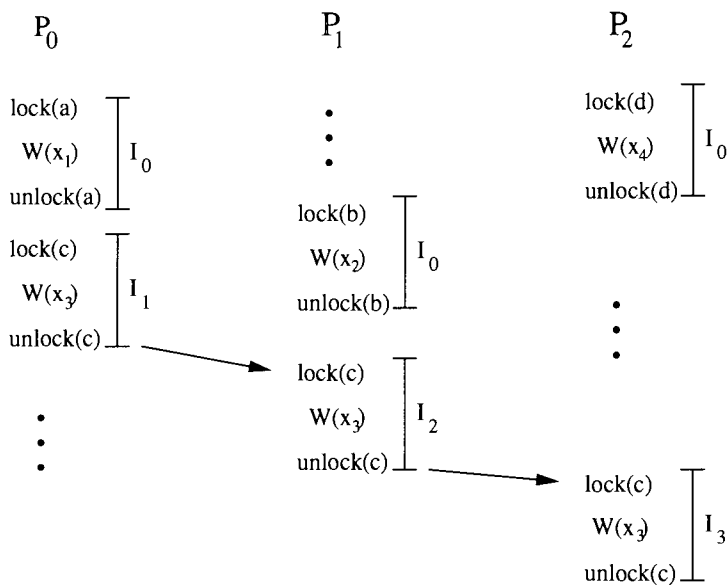 P₀
lock(a)
W(x₁)
I₀
unlock(a)
lock(c)
W(x₃)
I₁
unlock(c)
P₁
lock(b)
W(x₂)
I₀
unlock(b)
lock(c)
W(x₃)
I₂
unlock(c)
P₂
lock(d)
W(x₄)
I₀
unlock(d)
lock(c)
W(x₃)
I₃
unlock(c)